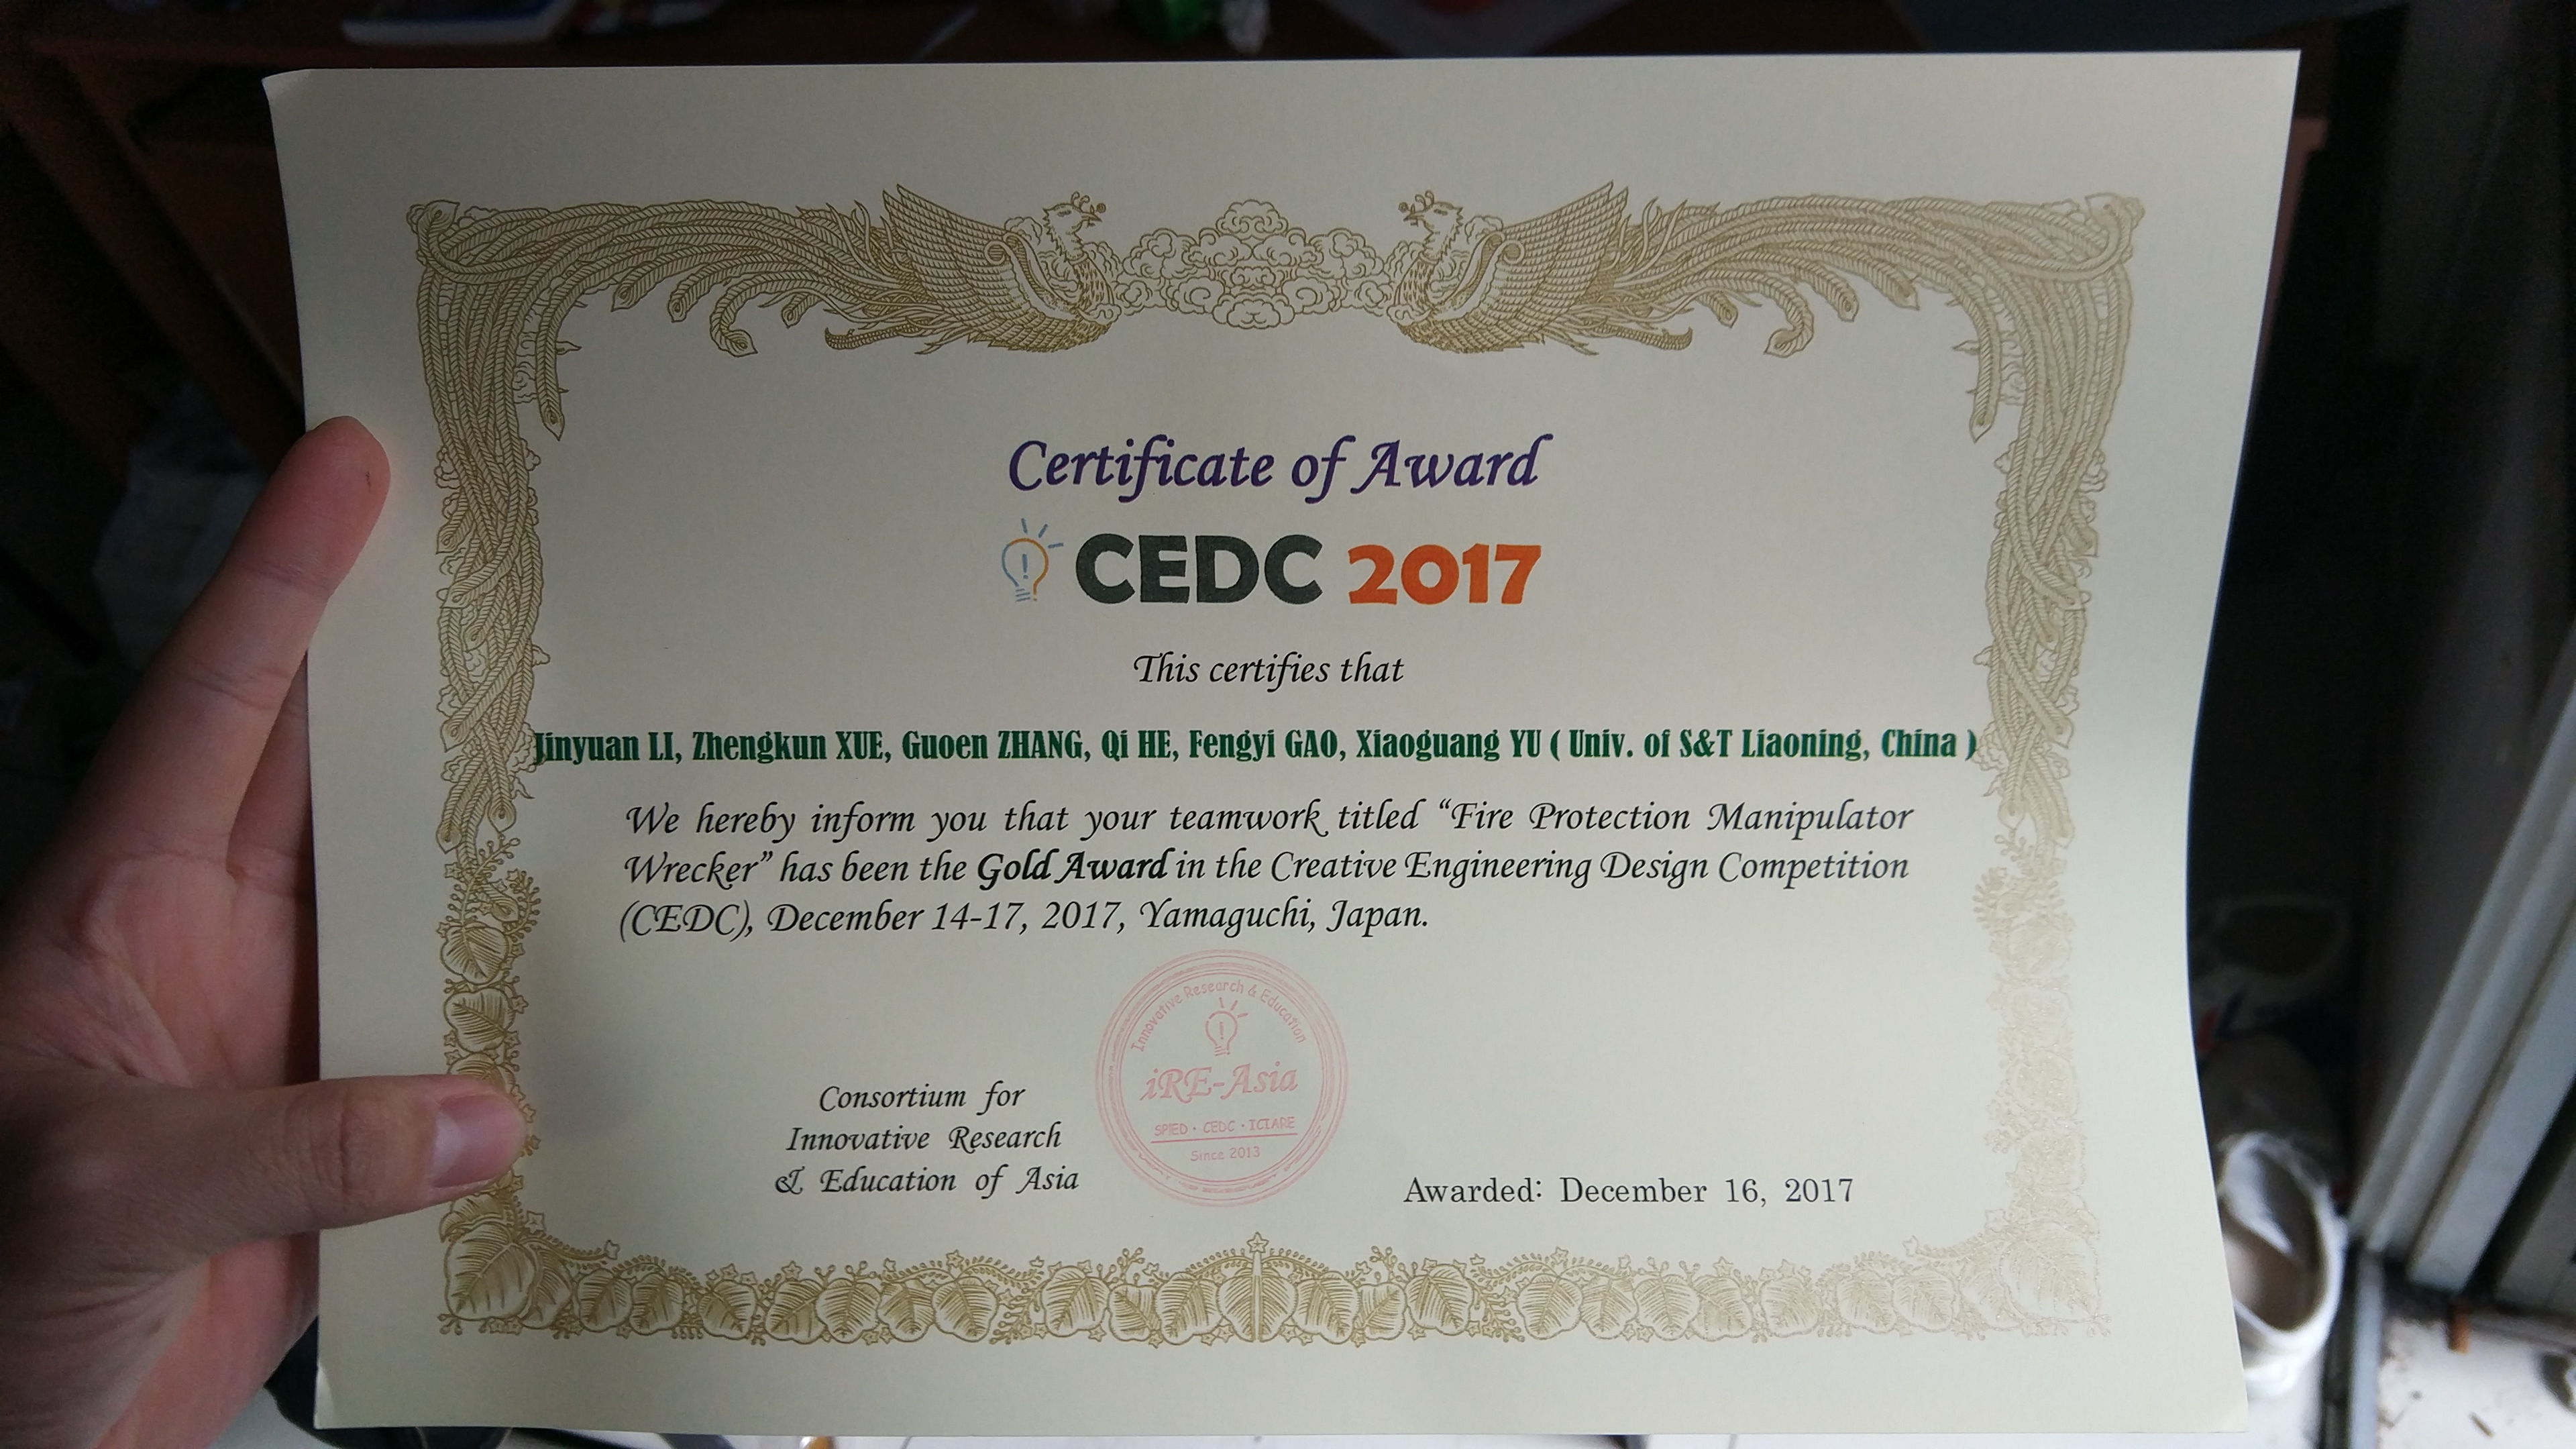 Certificate of Award
CEDC 2017
This certifies that
Jinyuan LI, Zhengkun XUE, Guoen ZHANG, Qi HE, Fengyi GAO, Xiaoguang YU ( Univ. of S&T Liaoning, China )
We hereby inform you that your teamwork titled “Fire Protection Manipulator
Wrecker” has been the Gold Award in the Creative Engineering Design Competition
(CEDC), December 14-17, 2017, Yamaguchi, Japan.
Consortium for
Innovative Research
& Education of Asia
Innovative Research & Education
iRE-Asia
SPIED · CEDC · ICIARE
Since 2013
Awarded: December 16, 2017